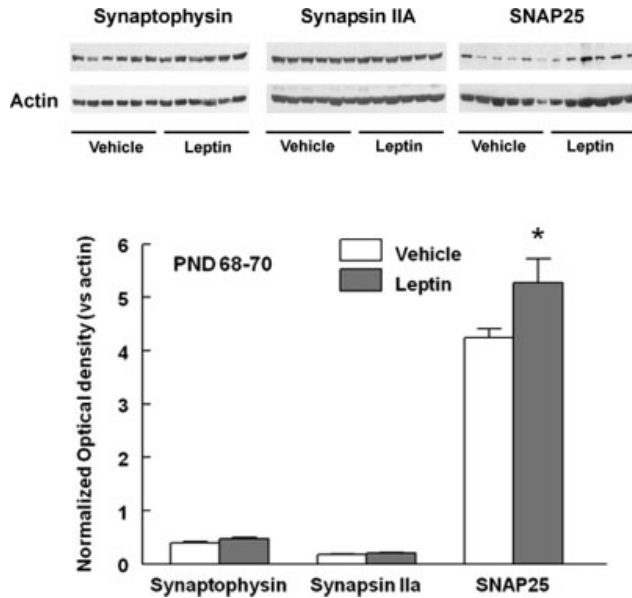 Synaptophysin Synapsin IIA SNAP25
Actin
Vehicle Leptin Vehicle Leptin Vehicle Leptin
Normalized Optical density (vs actin)
6
5
4
3
2
1
0
PND 68-70
Vehicle
Leptin
*
Synaptophysin Synapsin IIa SNAP25